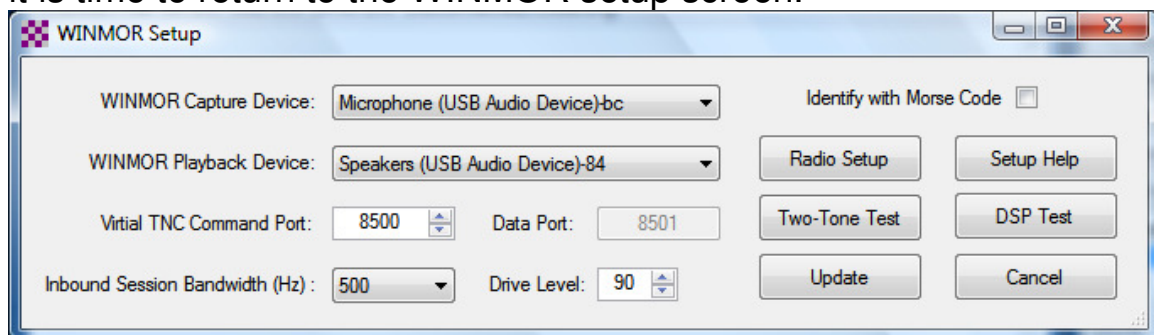 it is time to return to the WINMOR setup screen.
WINMOR Setup
WINMOR Capture Device: Microphone (USB Audio Device)-bc Identify with Morse Code
WINMOR Playback Device: Speakers (USB Audio Device)-84 Radio Setup Setup Help
Virtial TNC Command Port: 8500 Data Port: 8501 Two-Tone Test DSP Test
Inbound Session Bandwidth (Hz) : 500 Drive Level: 90 Update Cancel